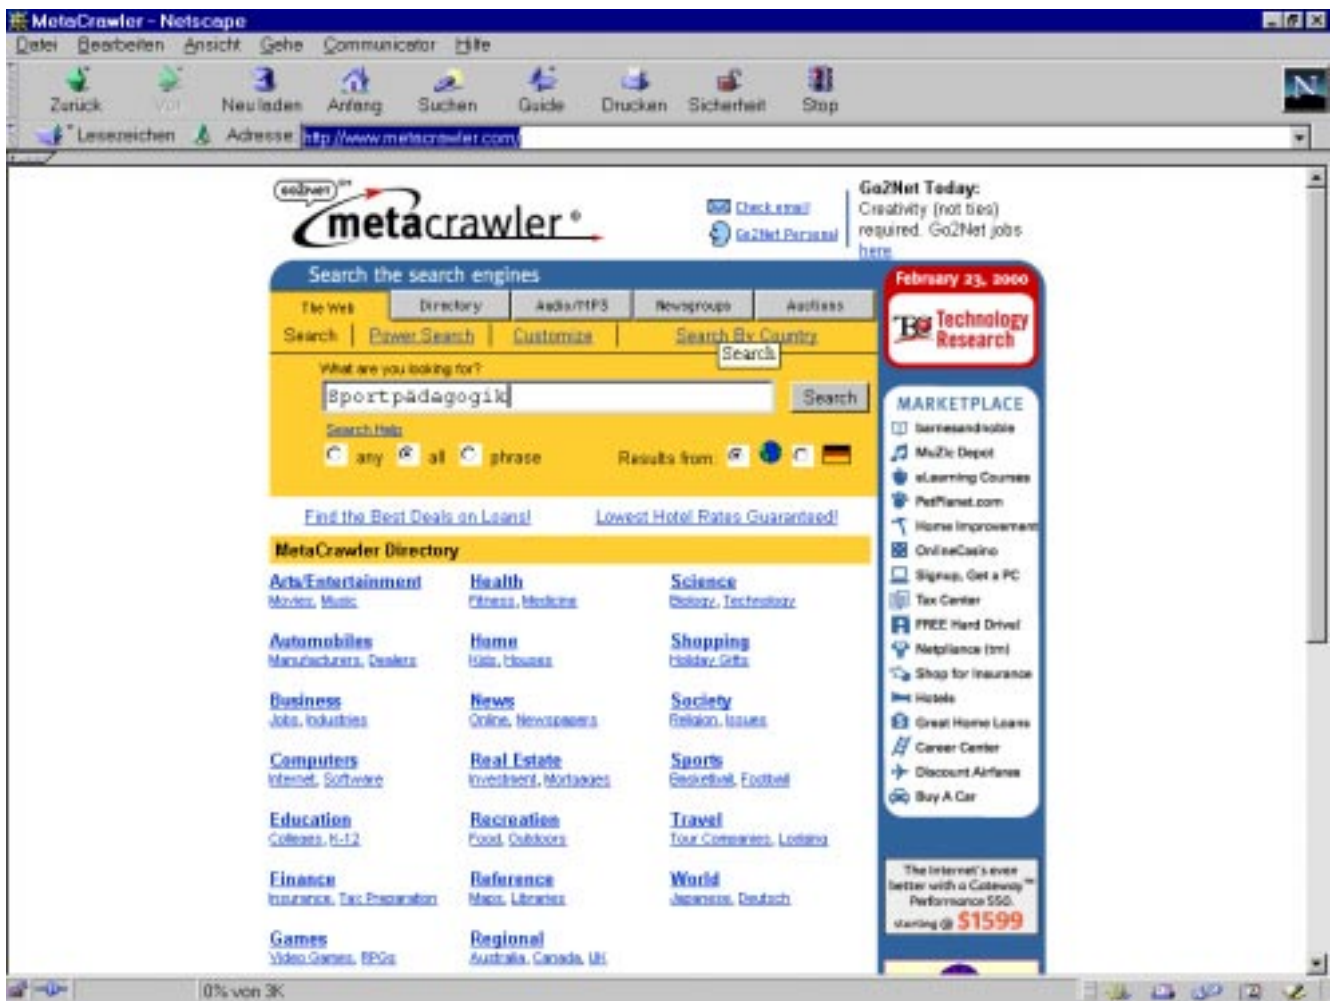 MetaCrawler - Netscape
Datei Bearbeiten Ansicht Gehe Communicator Hilfe
Zurück Vor Neu laden Anfang Suchen Guide Drucken Sicherheit Stop
Lesezeichen Adresse http://www.metacrawler.com/
go2net
metacrawler ®
Check email
Go2Net Personal
Go2Net Today:
Creativity (not ties)
required. Go2Net jobs
here
Search the search engines
The Web Directory Audio/MP3 Newsgroups Auctions
Search Power Search Customize Search By Country
Search
What are you looking for?
Sportpädagogik
Search
Search Help
any all phrase Results from:
Find the Best Deals on Loans! Lowest Hotel Rates Guaranteed!
MetaCrawler Directory
Arts/Entertainment
Movies, Music
Health
Fitness, Medicine
Science
Biology, Technology
Automobiles
Manufacturers, Dealers
Home
Kids, Houses
Shopping
Holiday Gifts
Business
Jobs, Industries
News
Online, Newspapers
Society
Religion, Issues
Computers
Internet, Software
Real Estate
Investment, Mortgages
Sports
Basketball, Football
Education
Colleges, K-12
Recreation
Food, Outdoors
Travel
Tour Companies, Lodging
Finance
Insurance, Tax Preparation
Reference
Maps, Libraries
World
Japanese, Deutsch
Games
Video Games, RPGs
Regional
Australia, Canada, UK
February 23, 2000
Technology
Research
MARKETPLACE
barnesandnoble
MuZic Depot
eLearning Courses
PetPlanet.com
Home Improvement
OnlineCasino
Signup, Get a PC
Tax Center
FREE Hard Drive!
Netpliance (tm)
Shop for Insurance
Hotels
Great Home Loans
Career Center
Discount Airfares
Buy A Car
The Internet's even
better with a Gateway™
Performance 550.
starting @ $1599
0% von 3K